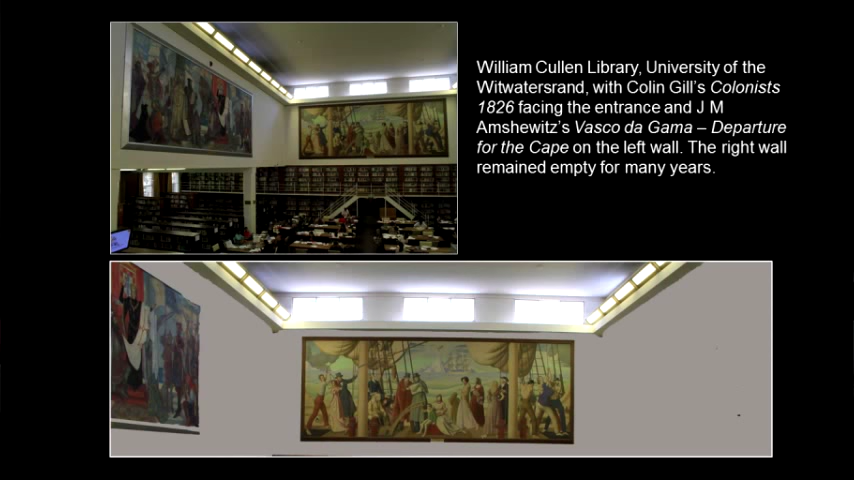 William Cullen Library, University of the
Witwatersrand, with Colin Gill's Colonists
1826 facing the entrance and J M
Amshewitz's Vasco da Gama – Departure
for the Cape on the left wall. The right wall
remained empty for many years.